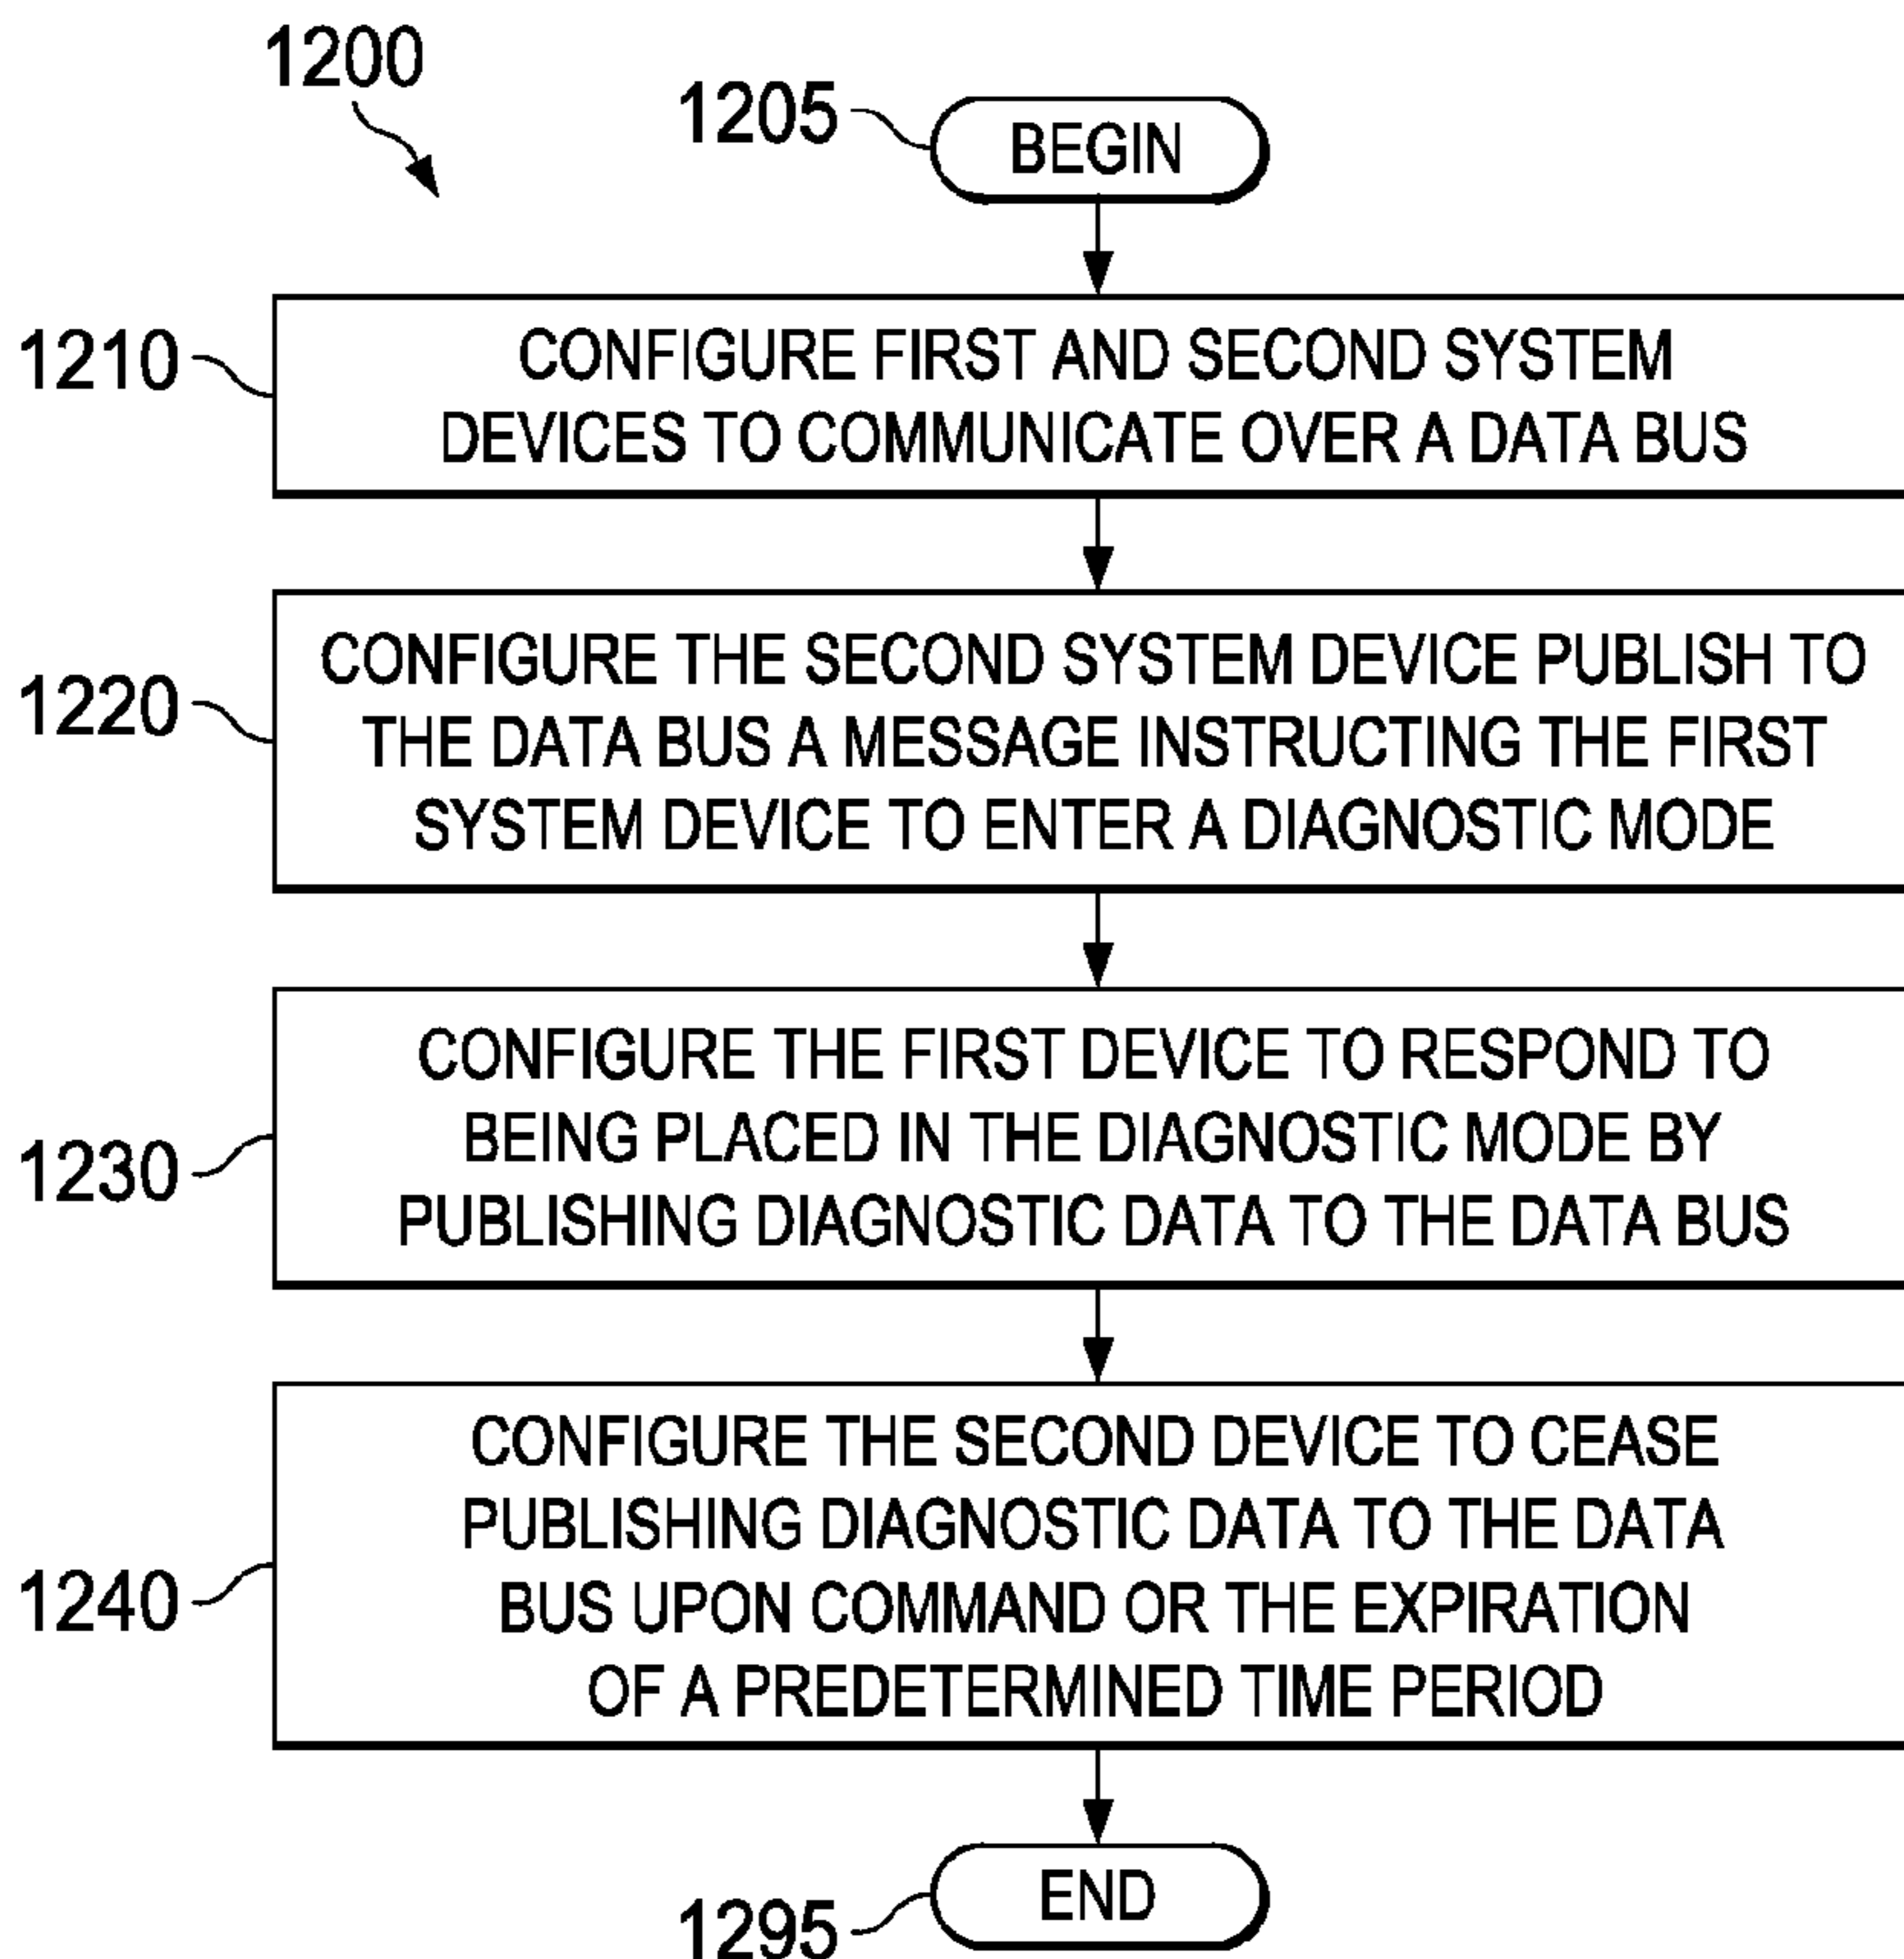 1200
1205
BEGIN
1210
CONFIGURE FIRST AND SECOND SYSTEM
DEVICES TO COMMUNICATE OVER A DATA BUS
1220
CONFIGURE THE SECOND SYSTEM DEVICE PUBLISH TO
THE DATA BUS A MESSAGE INSTRUCTING THE FIRST
SYSTEM DEVICE TO ENTER A DIAGNOSTIC MODE
1230
CONFIGURE THE FIRST DEVICE TO RESPOND TO
BEING PLACED IN THE DIAGNOSTIC MODE BY
PUBLISHING DIAGNOSTIC DATA TO THE DATA BUS
1240
CONFIGURE THE SECOND DEVICE TO CEASE
PUBLISHING DIAGNOSTIC DATA TO THE DATA
BUS UPON COMMAND OR THE EXPIRATION
OF A PREDETERMINED TIME PERIOD
1295
END